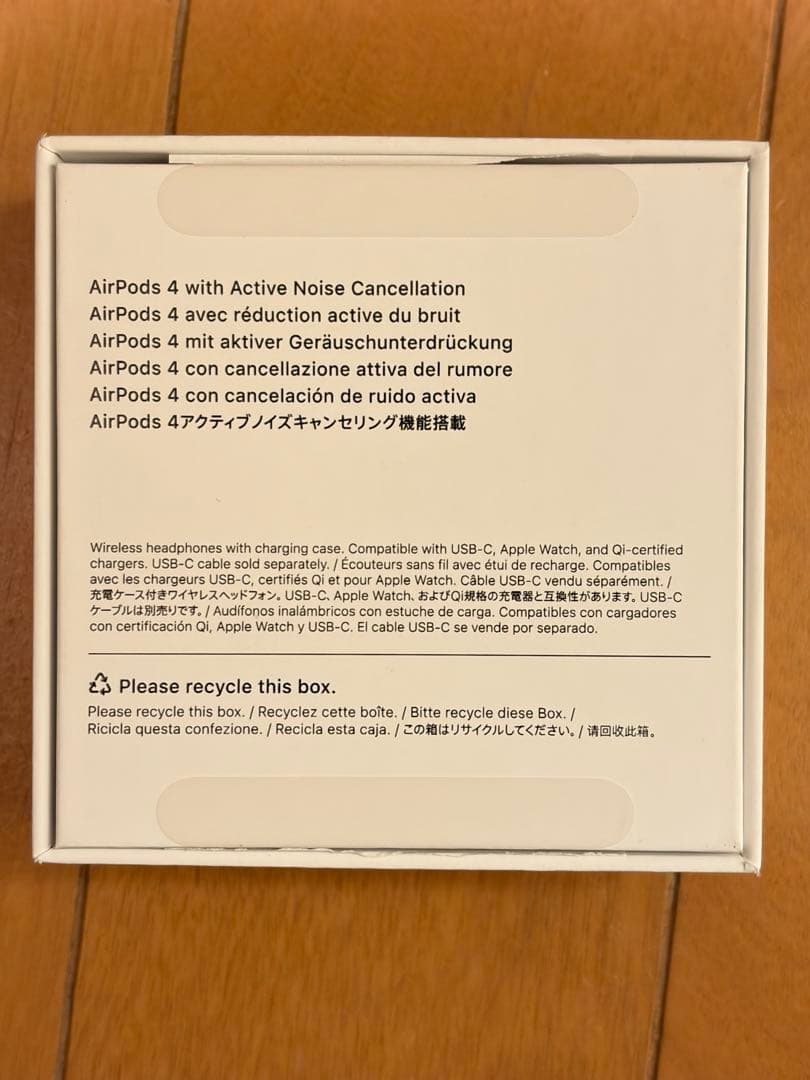 AirPods 4 with Active Noise Cancellation
AirPods 4 avec réduction active du bruit
AirPods 4 mit aktiver Geräuschunterdrückung
AirPods 4 con cancellazione attiva del rumore
AirPods 4 con cancelación de ruido activa
AirPods 4アクティブノイズキャンセリング機能搭載
Wireless headphones with charging case. Compatible with USB-C, Apple Watch, and Qi-certified
chargers. USB-C cable sold separately. / Écouteurs sans fil avec étui de recharge. Compatibles
avec les chargeurs USB-C, certifiés Qi et pour Apple Watch. Câble USB-C vendu séparément. /
充電ケース付きワイヤレスヘッドフォン。USB-C、Apple Watch、およびQi規格の充電器と互換性があります。USB-C
ケーブルは別売りです。/ Audífonos inalámbricos con estuche de carga. Compatibles con cargadores
con certificación Qi, Apple Watch y USB-C. El cable USB-C se vende por separado.
Please recycle this box.
Please recycle this box. / Recyclez cette boîte. / Bitte recycle diese Box. /
Ricicla questa confezione. / Recicla esta caja. / この箱はリサイクルしてください。/ 请回收此箱。